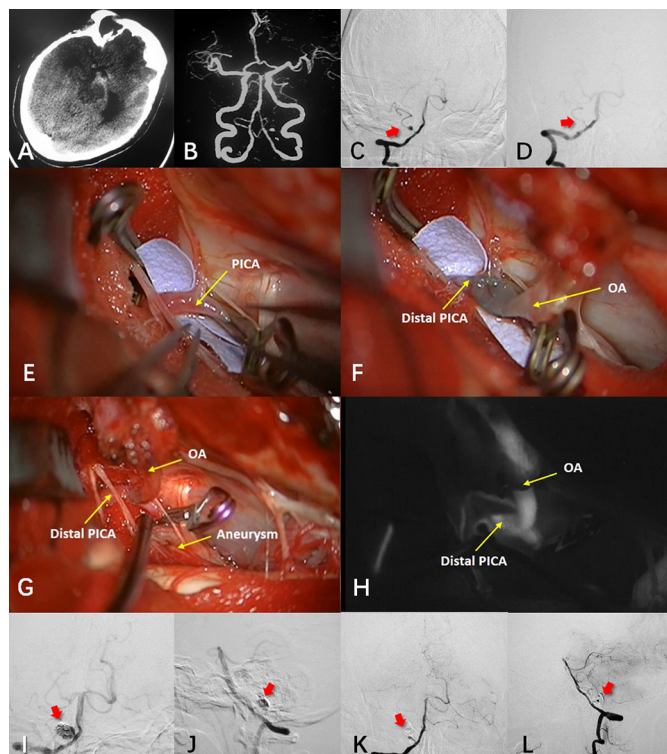 A
B
C
D
PICA
E
OA
Distal PICA
F
OA
Distal PICA
Aneurysm
G
OA
Distal PICA
H
I
J
K
L